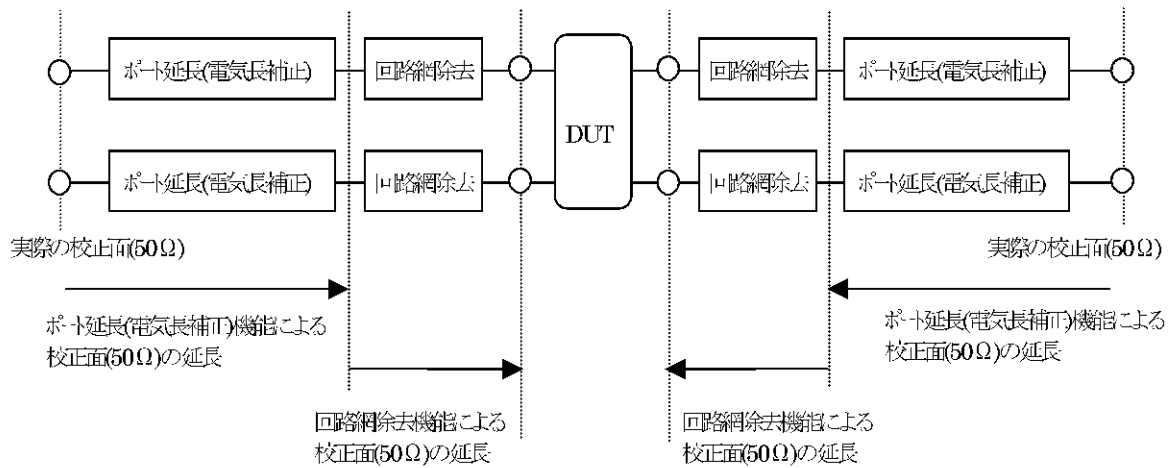 ポート延長(電気長補正)
回路網除去
回路網除去
ポート延長(電気長補正)
DUT
ポート延長(電気長補正)
回路網除去
回路網除去
ポート延長(電気長補正)
実際の校正面(50Ω)
実際の校正面(50Ω)
ポート延長(電気長補正)機能による
校正面(50Ω)の延長
ポート延長(電気長補正)機能による
校正面(50Ω)の延長
回路網除去機能による
校正面(50Ω)の延長
回路網除去機能による
校正面(50Ω)の延長